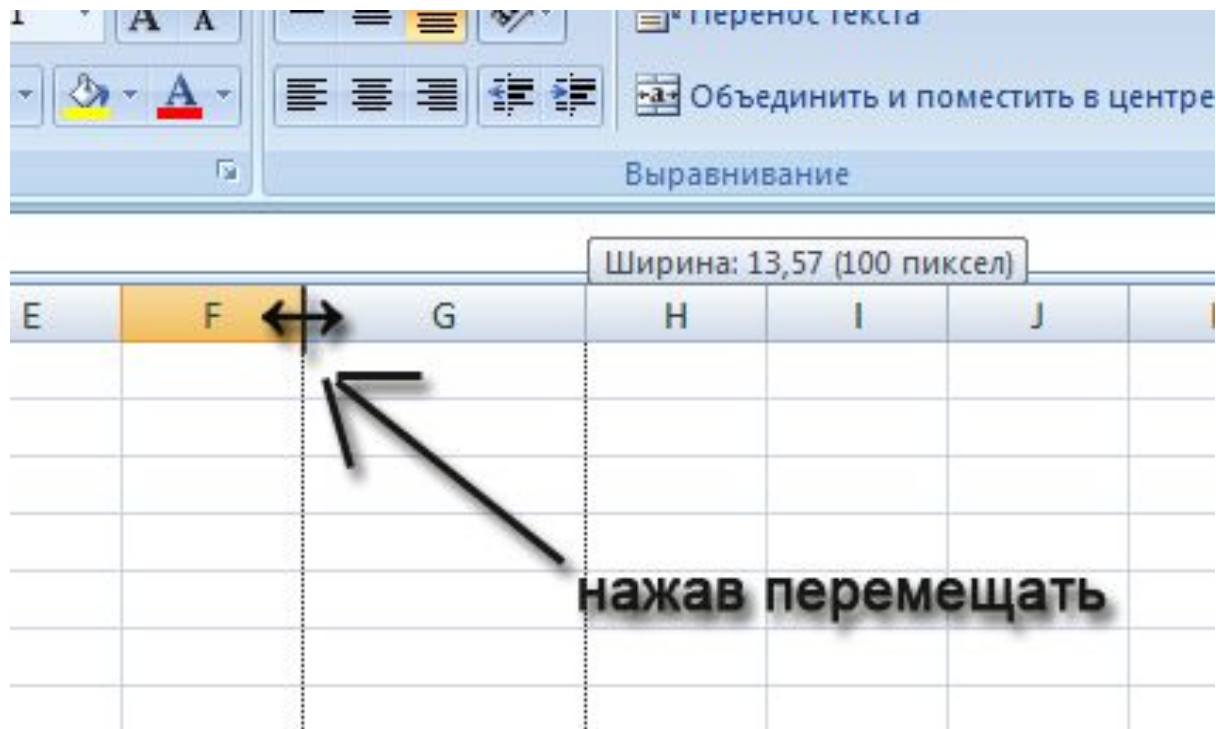 A A
Перенос текста
A
a Объединить и поместить в центре
Выравнивание
Ширина: 13,57 (100 пиксел)
E F G H I J
нажав перемещать